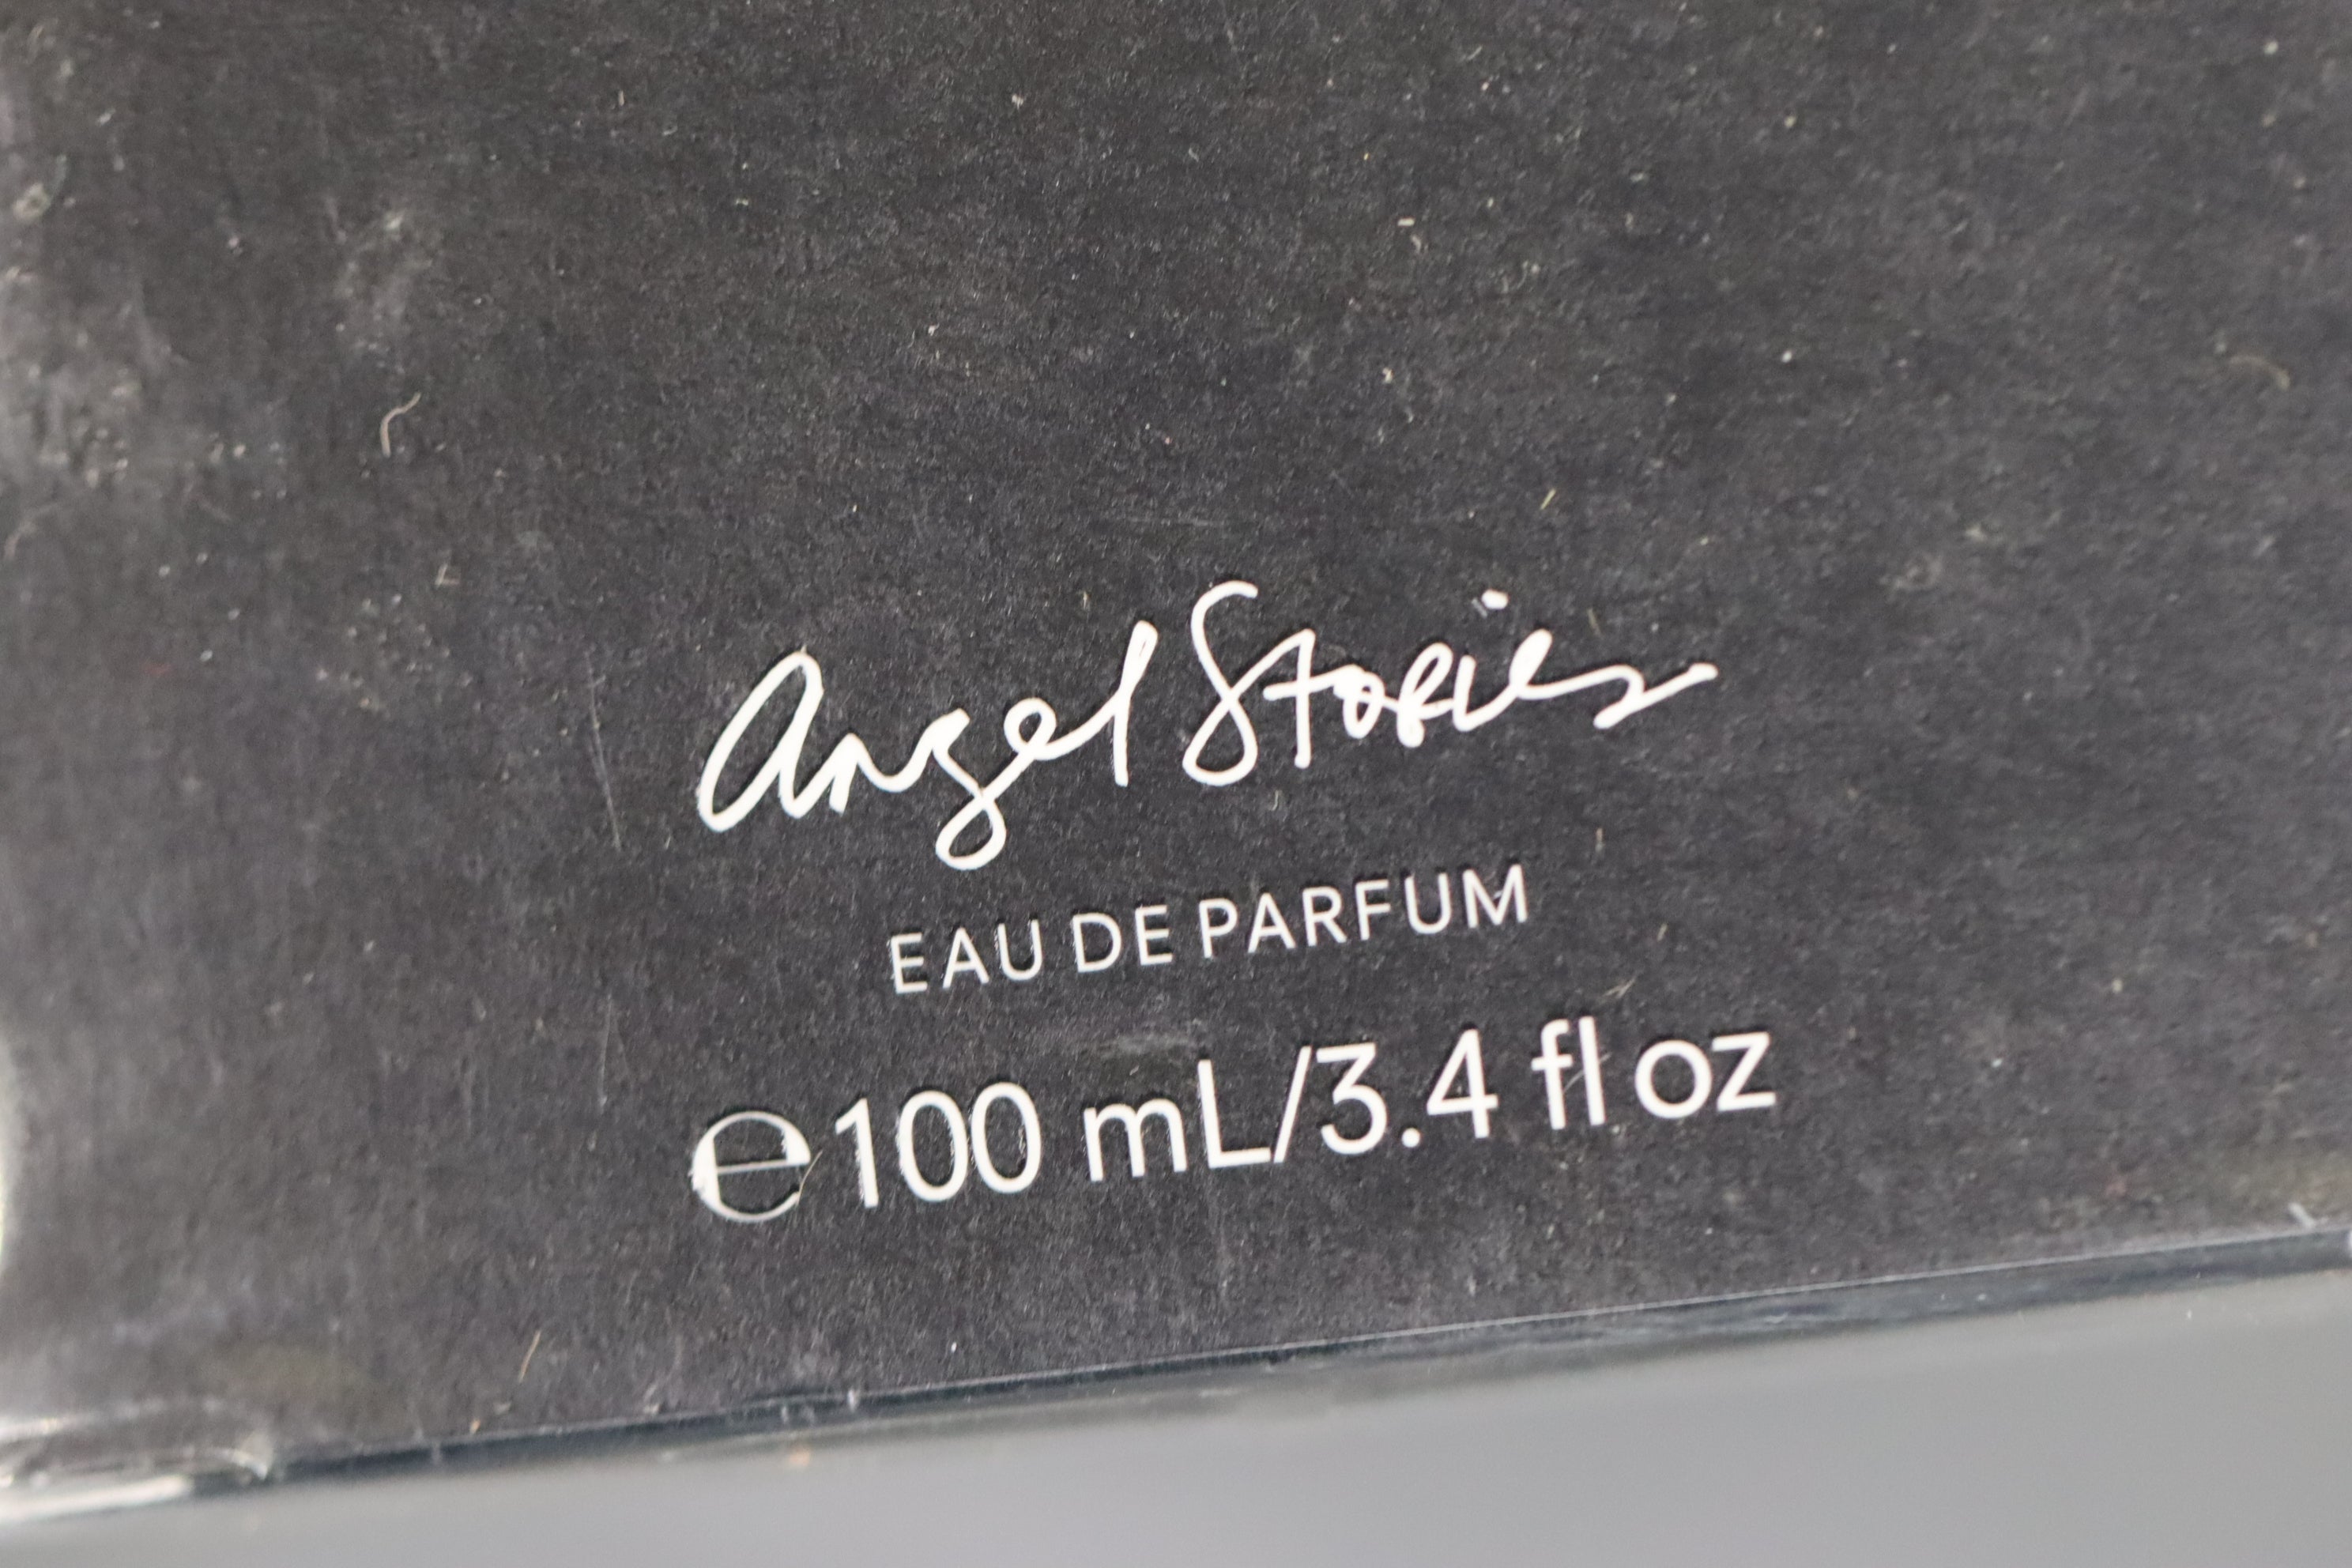 Angel Stories
EAU DE PARFUM
℮100 mL/3.4 fl oz